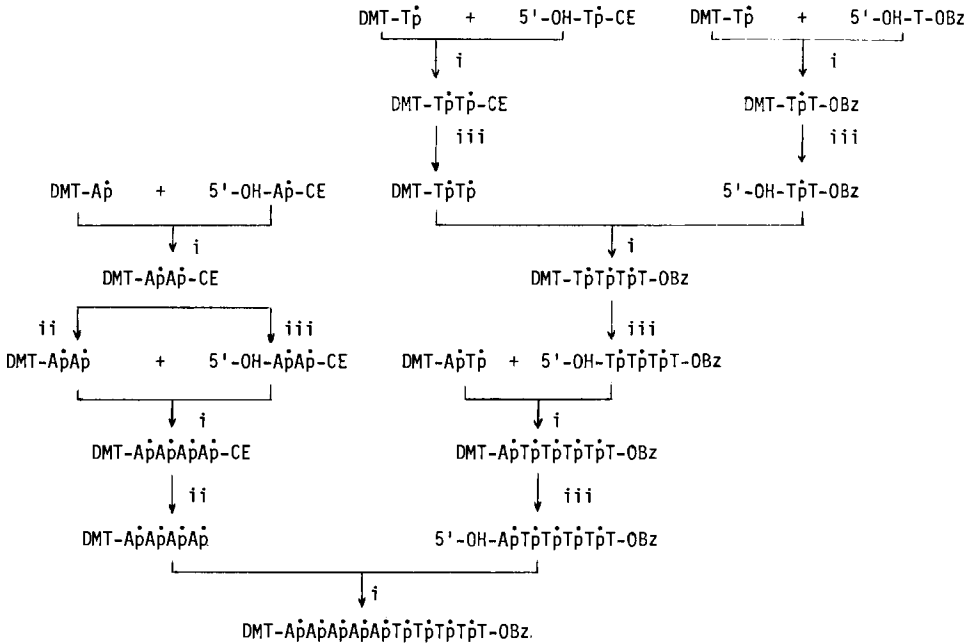 DMT-Tṗ + 5'-OH-Tṗ-CE DMT-Tṗ + 5'-OH-T-OBz
i i
DMT-TṗTṗ-CE DMT-TṗT-OBz
iii iii
DMT-Aṗ + 5'-OH-Aṗ-CE DMT-TṗTṗ 5'-OH-TṗT-OBz
i i
DMT-AṗAṗ-CE DMT-TṗTṗTṗT-OBz
ii iii iii
DMT-AṗAṗ + 5'-OH-AṗAṗ-CE DMT-AṗTṗ + 5'-OH-TṗTṗTṗT-OBz
i i
DMT-AṗAṗAṗAṗ-CE DMT-AṗTṗTṗTṗTṗT-OBz
ii iii
DMT-AṗAṗAṗAṗ 5'-OH-AṗTṗTṗTṗTṗT-OBz
i
DMT-AṗAṗAṗAṗAṗTṗTṗTṗTṗT-OBz.